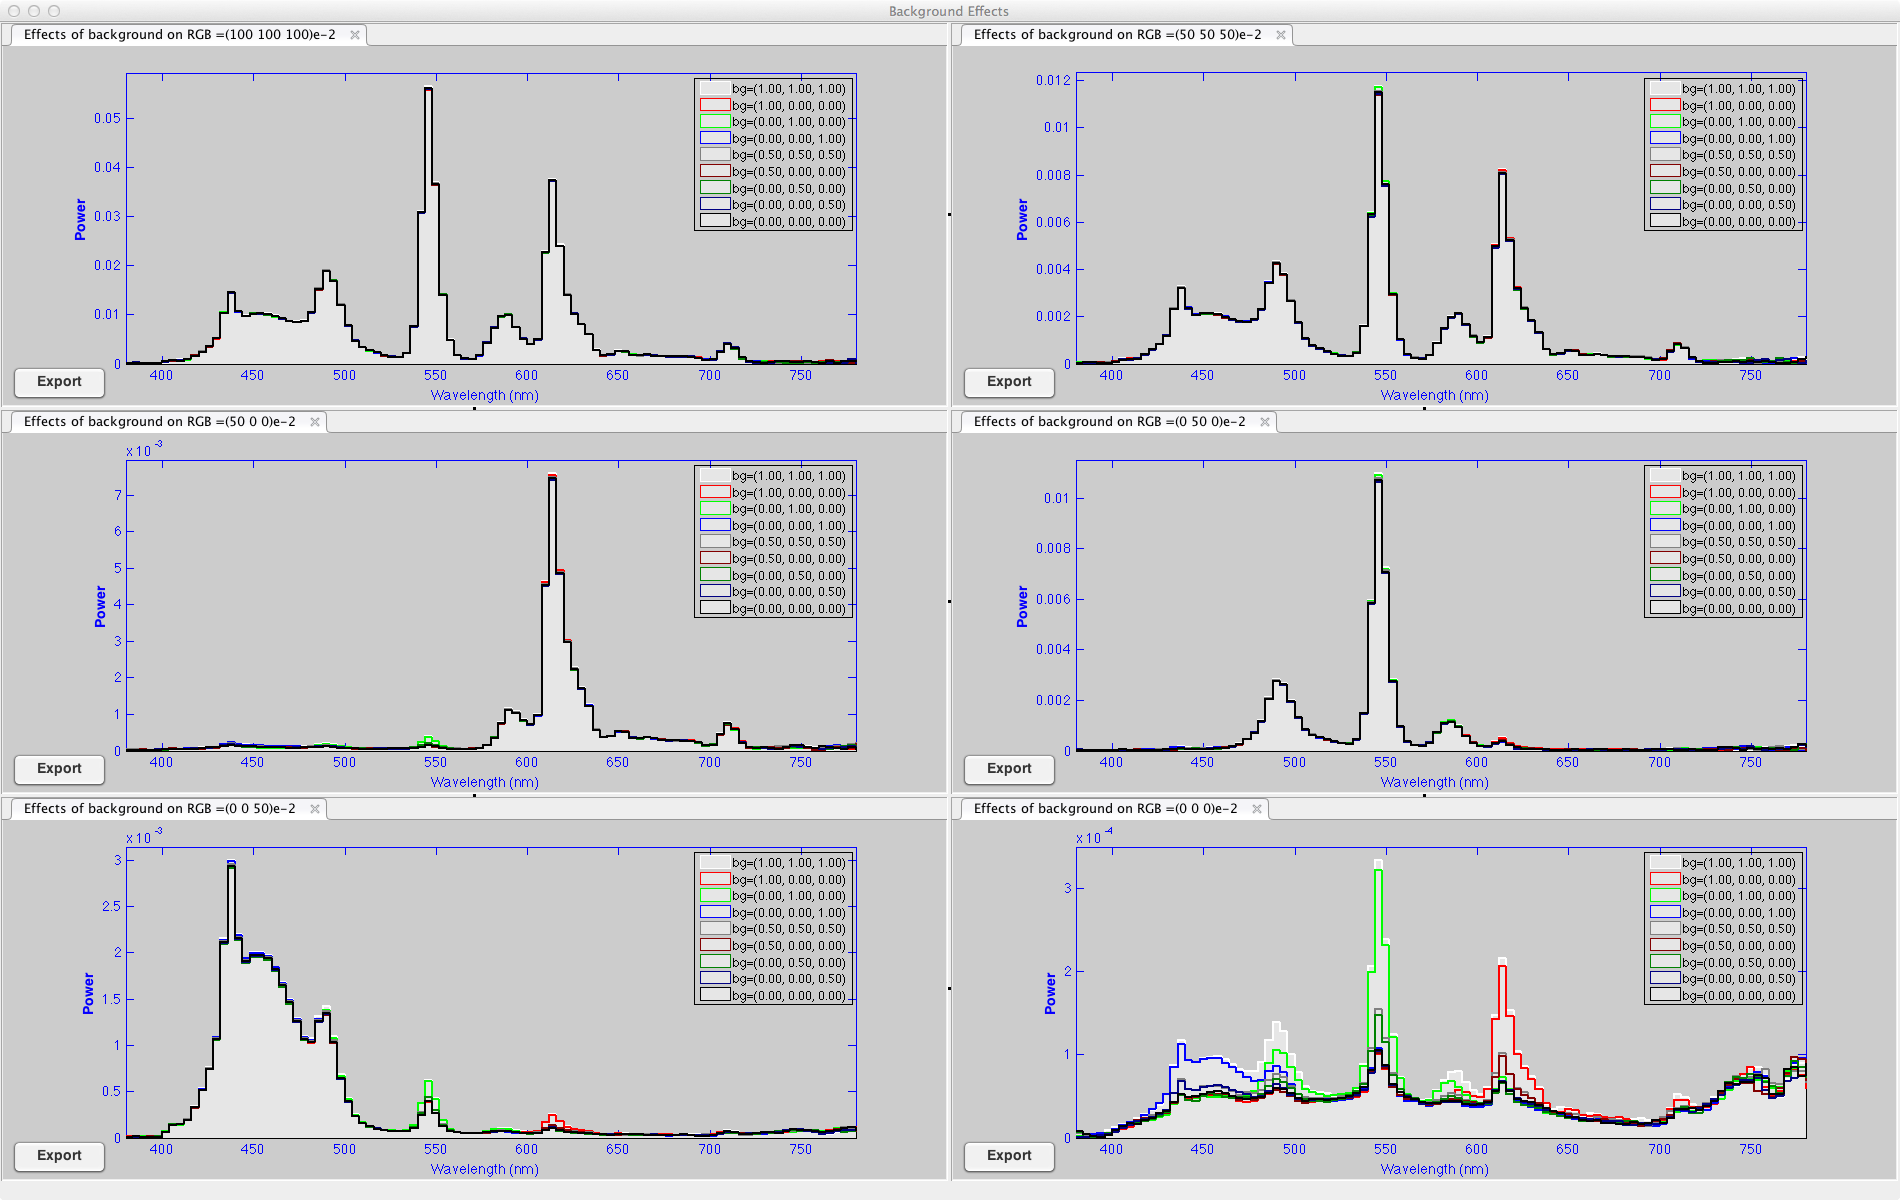 Background Effects
Effects of background on RGB =(100 100 100)e-2
0.05
0.04
0.03
0.02
0.01
0
Power
400 450 500 550 600 650 700 750
Wavelength (nm)
bg=(1.00, 1.00, 1.00)
bg=(1.00, 0.00, 0.00)
bg=(0.00, 1.00, 0.00)
bg=(0.00, 0.00, 1.00)
bg=(0.50, 0.50, 0.50)
bg=(0.50, 0.00, 0.00)
bg=(0.00, 0.50, 0.00)
bg=(0.00, 0.00, 0.50)
bg=(0.00, 0.00, 0.00)
Export
Effects of background on RGB =(50 50 50)e-2
0.012
0.01
0.008
0.006
0.004
0.002
0
Power
400 450 500 550 600 650 700 750
Wavelength (nm)
bg=(1.00, 1.00, 1.00)
bg=(1.00, 0.00, 0.00)
bg=(0.00, 1.00, 0.00)
bg=(0.00, 0.00, 1.00)
bg=(0.50, 0.50, 0.50)
bg=(0.50, 0.00, 0.00)
bg=(0.00, 0.50, 0.00)
bg=(0.00, 0.00, 0.50)
bg=(0.00, 0.00, 0.00)
Export
Effects of background on RGB =(50 0 0)e-2
x 10 -3
7
6
5
4
3
2
1
0
Power
400 450 500 550 600 650 700 750
Wavelength (nm)
bg=(1.00, 1.00, 1.00)
bg=(1.00, 0.00, 0.00)
bg=(0.00, 1.00, 0.00)
bg=(0.00, 0.00, 1.00)
bg=(0.50, 0.50, 0.50)
bg=(0.50, 0.00, 0.00)
bg=(0.00, 0.50, 0.00)
bg=(0.00, 0.00, 0.50)
bg=(0.00, 0.00, 0.00)
Export
Effects of background on RGB =(0 50 0)e-2
0.01
0.008
0.006
0.004
0.002
0
Power
400 450 500 550 600 650 700 750
Wavelength (nm)
bg=(1.00, 1.00, 1.00)
bg=(1.00, 0.00, 0.00)
bg=(0.00, 1.00, 0.00)
bg=(0.00, 0.00, 1.00)
bg=(0.50, 0.50, 0.50)
bg=(0.50, 0.00, 0.00)
bg=(0.00, 0.50, 0.00)
bg=(0.00, 0.00, 0.50)
bg=(0.00, 0.00, 0.00)
Export
Effects of background on RGB =(0 0 50)e-2
x 10 -3
3
2.5
2
1.5
1
0.5
0
Power
400 450 500 550 600 650 700 750
Wavelength (nm)
bg=(1.00, 1.00, 1.00)
bg=(1.00, 0.00, 0.00)
bg=(0.00, 1.00, 0.00)
bg=(0.00, 0.00, 1.00)
bg=(0.50, 0.50, 0.50)
bg=(0.50, 0.00, 0.00)
bg=(0.00, 0.50, 0.00)
bg=(0.00, 0.00, 0.50)
bg=(0.00, 0.00, 0.00)
Export
Effects of background on RGB =(0 0 0)e-2
x 10 -4
3
2
1
0
Power
400 450 500 550 600 650 700 750
Wavelength (nm)
bg=(1.00, 1.00, 1.00)
bg=(1.00, 0.00, 0.00)
bg=(0.00, 1.00, 0.00)
bg=(0.00, 0.00, 1.00)
bg=(0.50, 0.50, 0.50)
bg=(0.50, 0.00, 0.00)
bg=(0.00, 0.50, 0.00)
bg=(0.00, 0.00, 0.50)
bg=(0.00, 0.00, 0.00)
Export